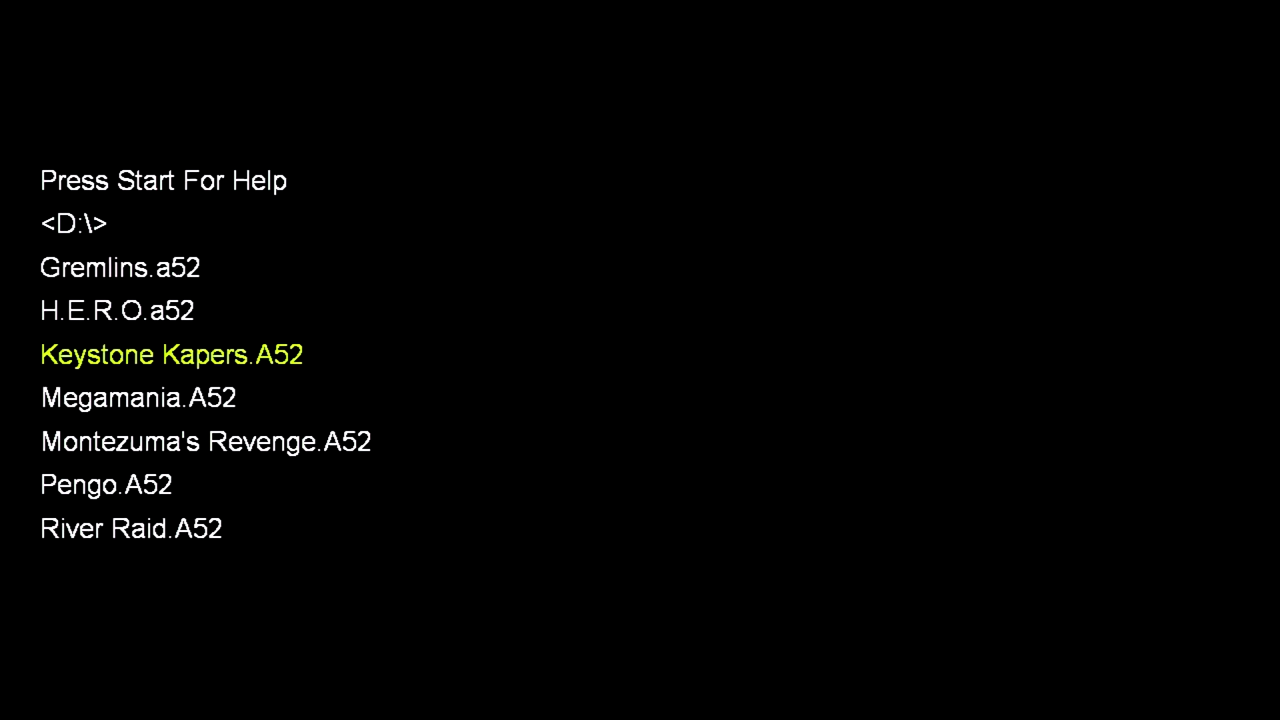 Press Start For Help
<D:\>
Gremlins.a52
H.E.R.O.a52
Keystone Kapers.A52
Megamania.A52
Montezuma's Revenge.A52
Pengo.A52
River Raid.A52